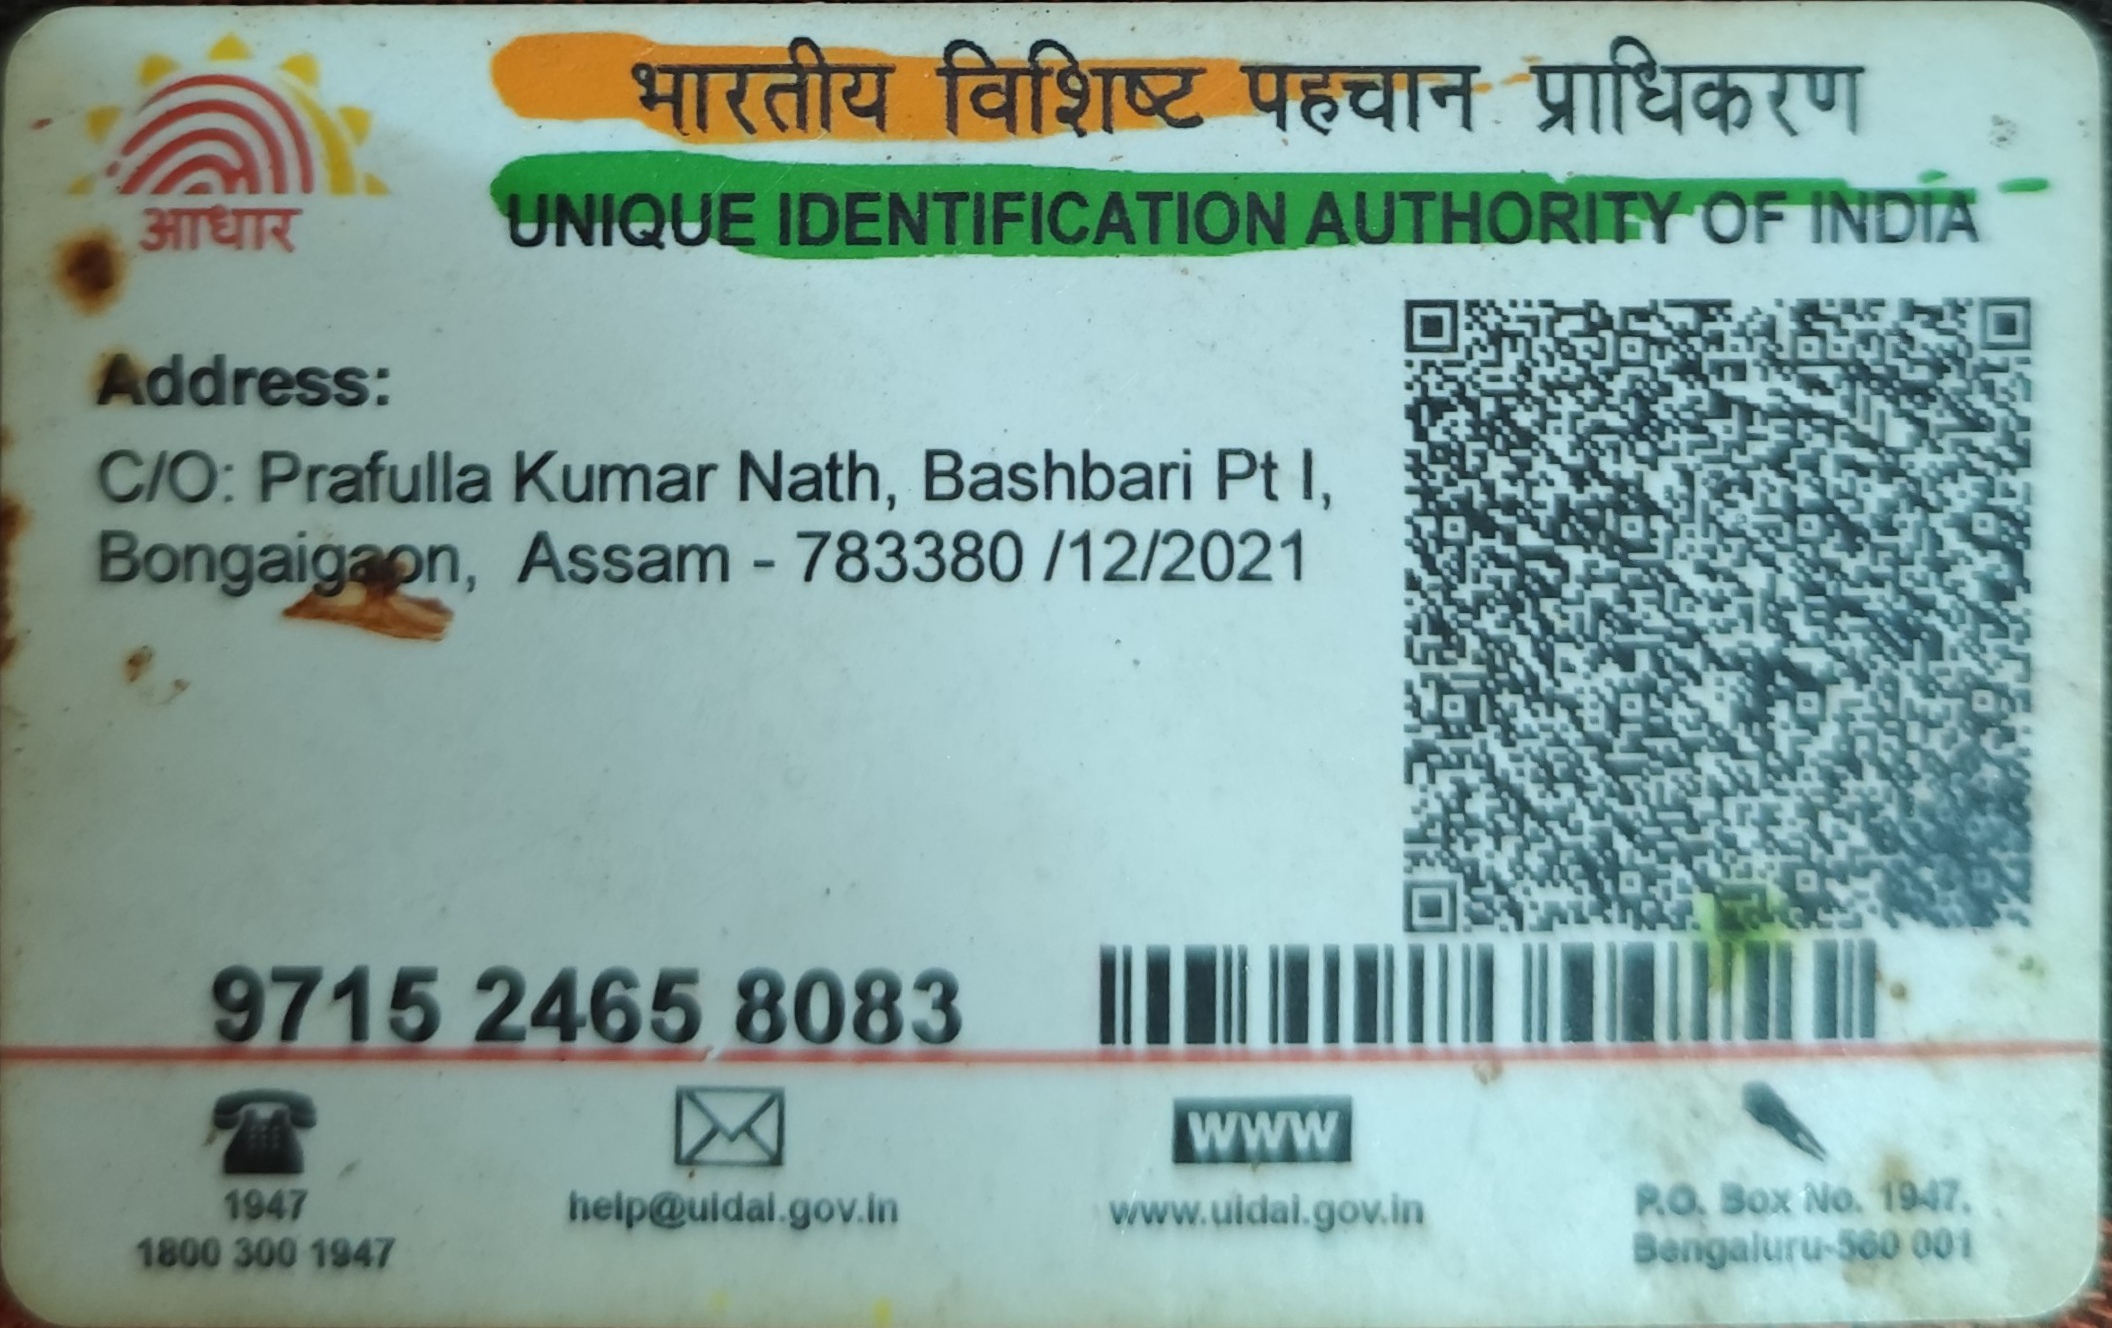 भारतीय विशिष्ट पहचान प्राधिकरण
आधार
UNIQUE IDENTIFICATION AUTHORITY OF INDIA
Address:
C/O: Prafulla Kumar Nath, Bashbari Pt I,
Bongaigaon, Assam - 783380 /12/2021
9715 2465 8083
WWW
1947
1800 300 1947
help@uidai.gov.in
www.uidai.gov.in
P.O. Box No. 1947,
Bengaluru-560 001